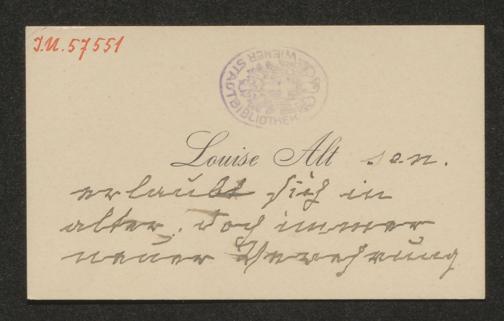 I.N. 57551
WIENER STADTBIBLIOTHEK
Louise Alt sen.
erlaubt sich in
alter, doch immer
neuer Verehrung